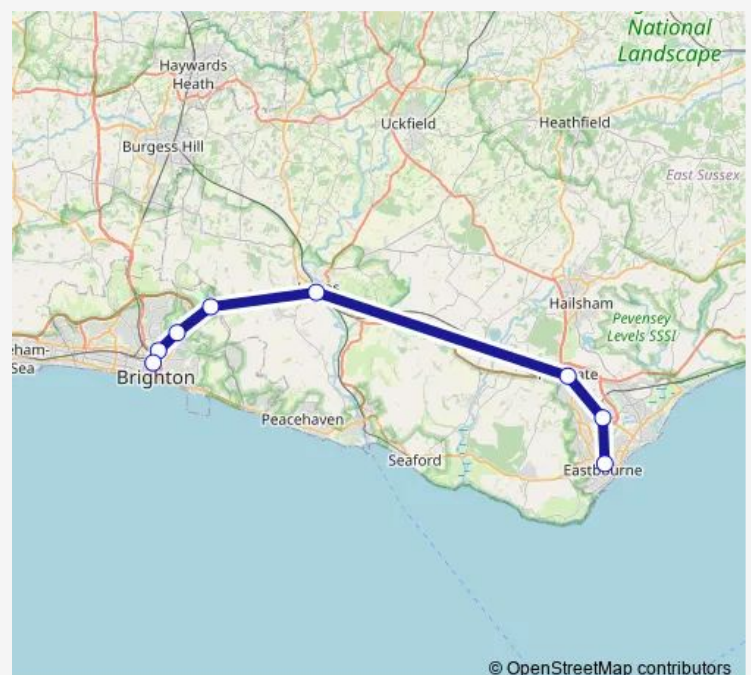 National
Landscape
Haywards
Heath
Uckfield
Heathfield
Burgess Hill
East Sussex
Hailsham
Pevensey
Levels SSSI
Sea
Brighton
Peacehaven
Seaford
Eastbourne
© OpenStreetMap contributors